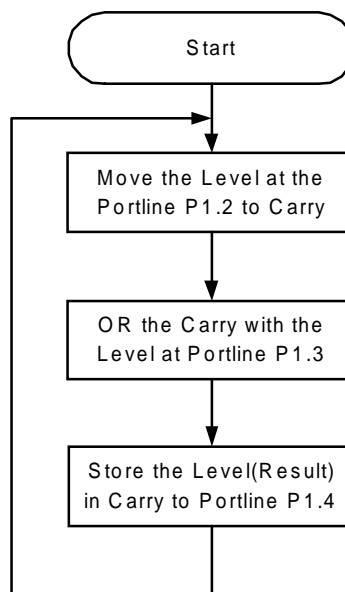 Start
Move the Level at the
Portline P1.2 to Carry
OR the Carry with the
Level at Portline P1.3
Store the Level(Result)
in Carry to Portline P1.4